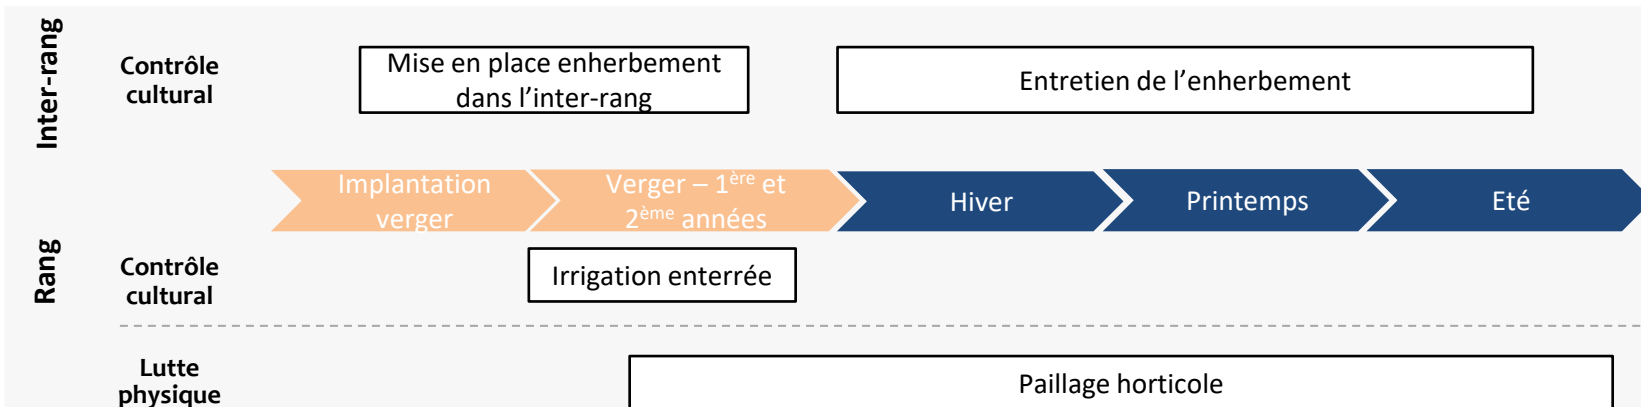 Inter-rang
Contrôle
cultural
Mise en place enherbement
dans l’inter-rang
Entretien de l’enherbement
Implantation
verger
Verger – 1ère et
2ème années
Hiver
Printemps
Eté
Rang
Contrôle
cultural
Irrigation enterrée
Lutte
physique
Paillage horticole